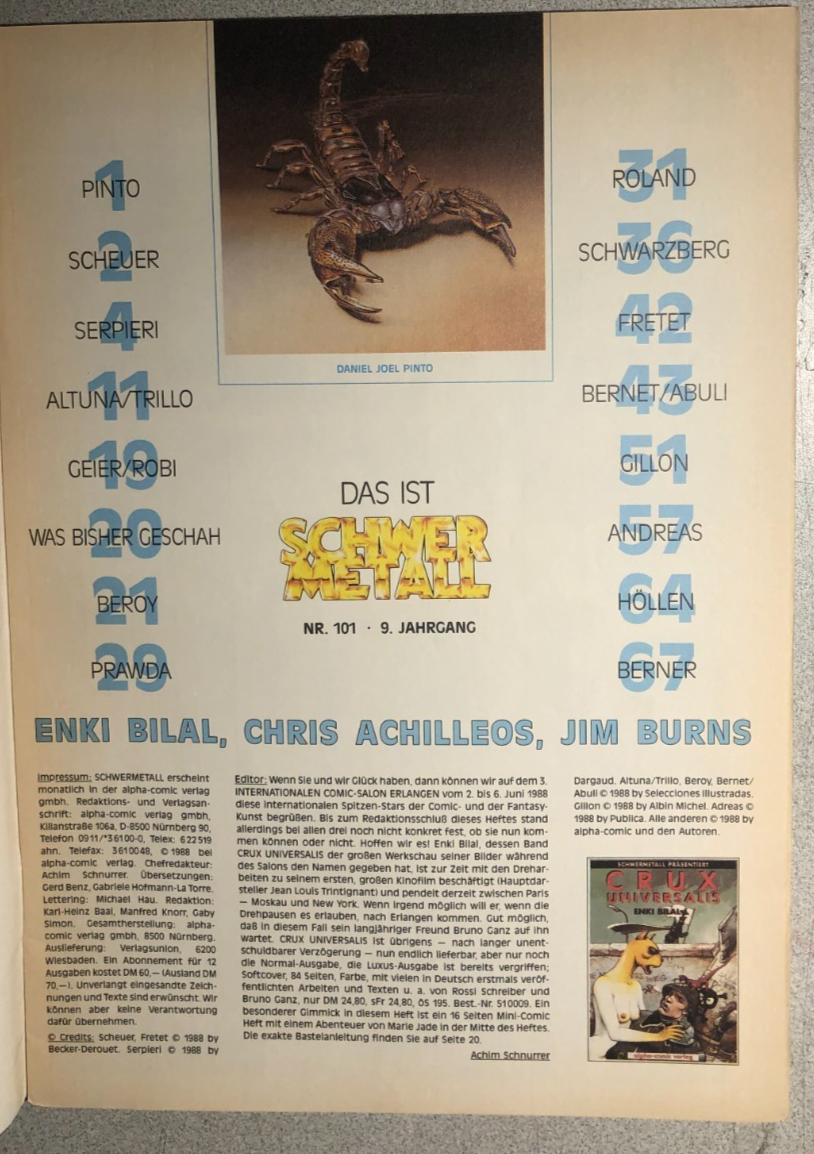 1
PINTO
2
SCHEUER
4
SERPIERI
11
ALTUNA/TRILLO
19
GEIER/ROBI
20
WAS BISHER GESCHAH
21
BEROY
29
PRAWDA
DANIEL JOEL PINTO
DAS IST
SCHWER
METALL
NR. 101 · 9. JAHRGANG
31
ROLAND
36
SCHWARZBERG
42
FRETET
43
BERNET/ABULI
51
GILLON
57
ANDREAS
64
HÖLLEN
67
BERNER
ENKI BILAL, CHRIS ACHILLEOS, JIM BURNS
Impressum: SCHWERMETALL erscheint
monatlich in der alpha-comic verlag
gmbh. Redaktions- und Verlagsan-
schrift: alpha-comic verlag gmbh,
Kilianstraße 106a, D-8500 Nürnberg 90,
Telefon 0911/*36100-0, Telex: 622519
ahn. Telefax: 3610048, © 1988 bei
alpha-comic verlag. Chefredakteur:
Achim Schnurrer. Übersetzungen:
Gerd Benz, Gabriele Hofmann-La Torre.
Lettering: Michael Hau. Redaktion:
Karl-Heinz Baal, Manfred Knorr, Gaby
Simon. Gesamtherstellung: alpha-
comic verlag gmbh, 8500 Nürnberg.
Auslieferung: Verlagsunion, 6200
Wiesbaden. Ein Abonnement für 12
Ausgaben kostet DM 60,— (Ausland DM
70,—). Unverlangt eingesandte Zeich-
nungen und Texte sind erwünscht. Wir
können aber keine Verantwortung
dafür übernehmen.
© Credits: Scheuer, Fretet © 1988 by
Becker-Derouet. Serpieri © 1988 by
Editor: Wenn Sie und wir Glück haben, dann können wir auf dem 3.
INTERNATIONALEN COMIC-SALON ERLANGEN vom 2. bis 6. Juni 1988
diese internationalen Spitzen-Stars der Comic- und der Fantasy-
Kunst begrüßen. Bis zum Redaktionsschluß dieses Heftes stand
allerdings bei allen drei noch nicht konkret fest, ob sie nun kom-
men können oder nicht. Hoffen wir es! Enki Bilal, dessen Band
CRUX UNIVERSALIS der großen Werkschau seiner Bilder während
des Salons den Namen gegeben hat, ist zur Zeit mit den Drehar-
beiten zu seinem ersten, großen Kinofilm beschäftigt (Hauptdar-
steller Jean Louis Trintignant) und pendelt derzeit zwischen Paris
— Moskau und New York. Wenn irgend möglich will er, wenn die
Drehpausen es erlauben, nach Erlangen kommen. Gut möglich,
daß in diesem Fall sein langjähriger Freund Bruno Ganz auf ihn
wartet. CRUX UNIVERSALIS ist übrigens — nach langer unent-
schuldbarer Verzögerung — nun endlich lieferbar, aber nur noch
die Normal-Ausgabe, die Luxus-Ausgabe ist bereits vergriffen;
Softcover, 84 Seiten, Farbe, mit vielen in Deutsch erstmals veröf-
fentlichten Arbeiten und Texten u. a. von Rossi Schreiber und
Bruno Ganz, nur DM 24,80, sFr 24,80, öS 195. Best.-Nr. 510009. Ein
besonderer Gimmick in diesem Heft ist ein 16 Seiten Mini-Comic
Heft mit einem Abenteuer von Marie Jade in der Mitte des Heftes.
Die exakte Bastelanleitung finden Sie auf Seite 20.
Achim Schnurrer
Dargaud. Altuna/Trillo, Beroy, Bernet/
Abuli © 1988 by Selecciones Illustradas.
Gillon © 1988 by Albin Michel. Adreas ©
1988 by Publica. Alle anderen © 1988 by
alpha-comic und den Autoren.
SCHWERMETALL PRÄSENTIERT
CRUX
UNIVERSALIS
ENKI BILAL
alpha-comic verlag